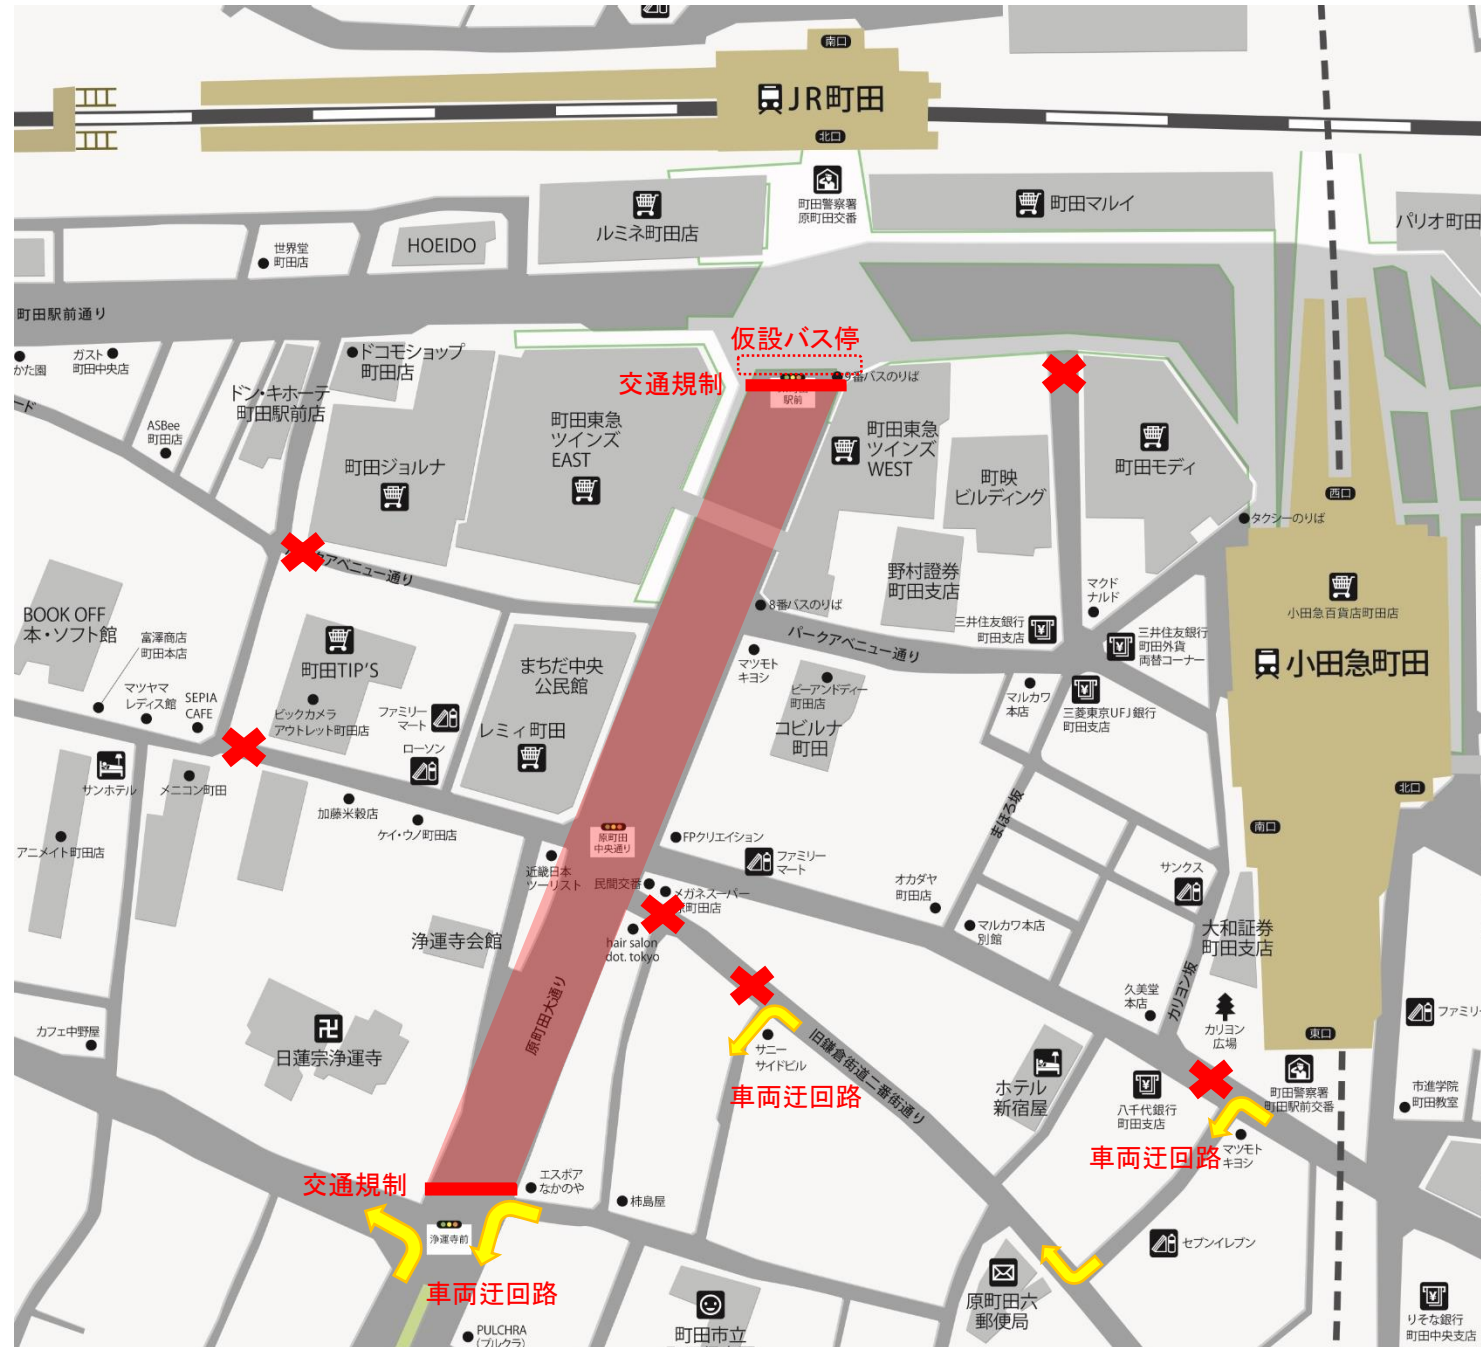 南口
JR町田
北口
町田警察署
原町田交番
ルミネ町田店
町田マルイ
パリオ町田
HOEIDO
世界堂
町田店
町田駅前通り
仮設バス停
交通規制
9番バスのりば
駅前
ガスト
町田中央店
かた園
ドコモショップ
町田店
ドン・キホーテ
町田駅前店
ASBee
町田店
町田ジョルナ
町田東急
ツインズ
EAST
町田東急
ツインズ
WEST
町映
ビルディング
町田モディ
西口
タクシーのりば
パークアベニュー通り
野村證券
町田支店
8番バスのりば
パークアベニュー通り
マクド
ナルド
三井住友銀行
町田支店
三井住友銀行
町田外貨
両替コーナー
小田急百貨店町田店
小田急町田
BOOK OFF
本・ソフト館
富澤商店
町田本店
マツヤマ
レディス館
SEPIA
CAFE
町田TIP'S
ビックカメラ
アウトレット町田店
ファミリー
マート
ローソン
まちだ中央
公民館
レミィ町田
マツモト
キヨシ
ビーアンドディー
町田店
コビルナ
町田
マルカワ
本店
三菱東京UFJ銀行
町田支店
北口
南口
サンホテル
メニコン町田
加藤米穀店
ケイ・ウノ町田店
アニメイト町田店
まほろ坂
原町田
中央通り
FPクリエイション
ファミリー
マート
近畿日本
ツーリスト
民間交番
メガネスーパー
原町田店
オカダヤ
町田店
サンクス
マルカワ本店
別館
大和証券
町田支店
浄運寺会館
hair salon
dot. tokyo
原町田大通り
久美堂
本店
カリヨン坂
カリヨン
広場
東口
ファミリ
カフェ中野屋
日蓮宗浄運寺
サニー
サイドビル
車両迂回路
旧鎌倉街道二番街通り
ホテル
新宿屋
八千代銀行
町田支店
町田警察署
町田駅前交番
市進学院
町田教室
車両迂回路
マツモト
キヨシ
交通規制
エスポア
なかのや
柿島屋
浄運寺前
セブンイレブン
車両迂回路
原町田六
郵便局
PULCHRA
(プルクラ)
町田市立
りそな銀行
町田中央支店